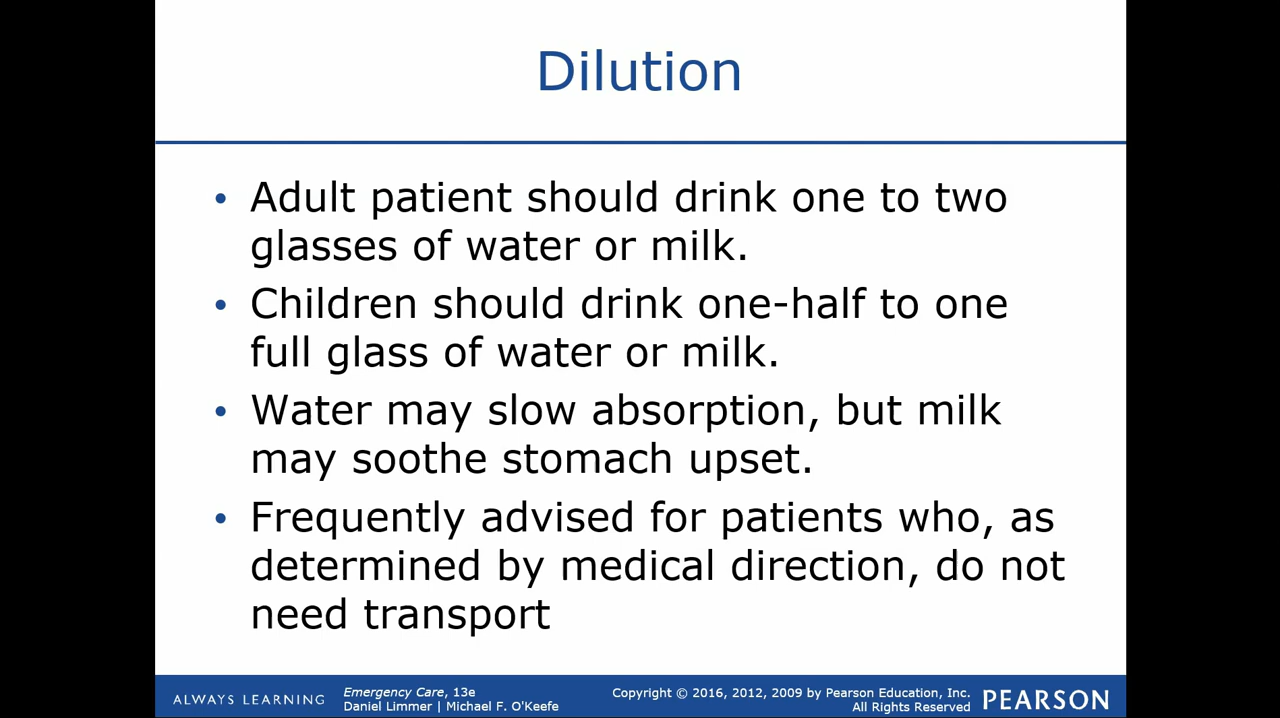 Dilution
• Adult patient should drink one to two
glasses of water or milk.
• Children should drink one-half to one
full glass of water or milk.
• Water may slow absorption, but milk
may soothe stomach upset.
• Frequently advised for patients who, as
determined by medical direction, do not
need transport
ALWAYS LEARNING
Emergency Care, 13e
Daniel Limmer | Michael F. O'Keefe
Copyright © 2016, 2012, 2009 by Pearson Education, Inc.
All Rights Reserved
PEARSON